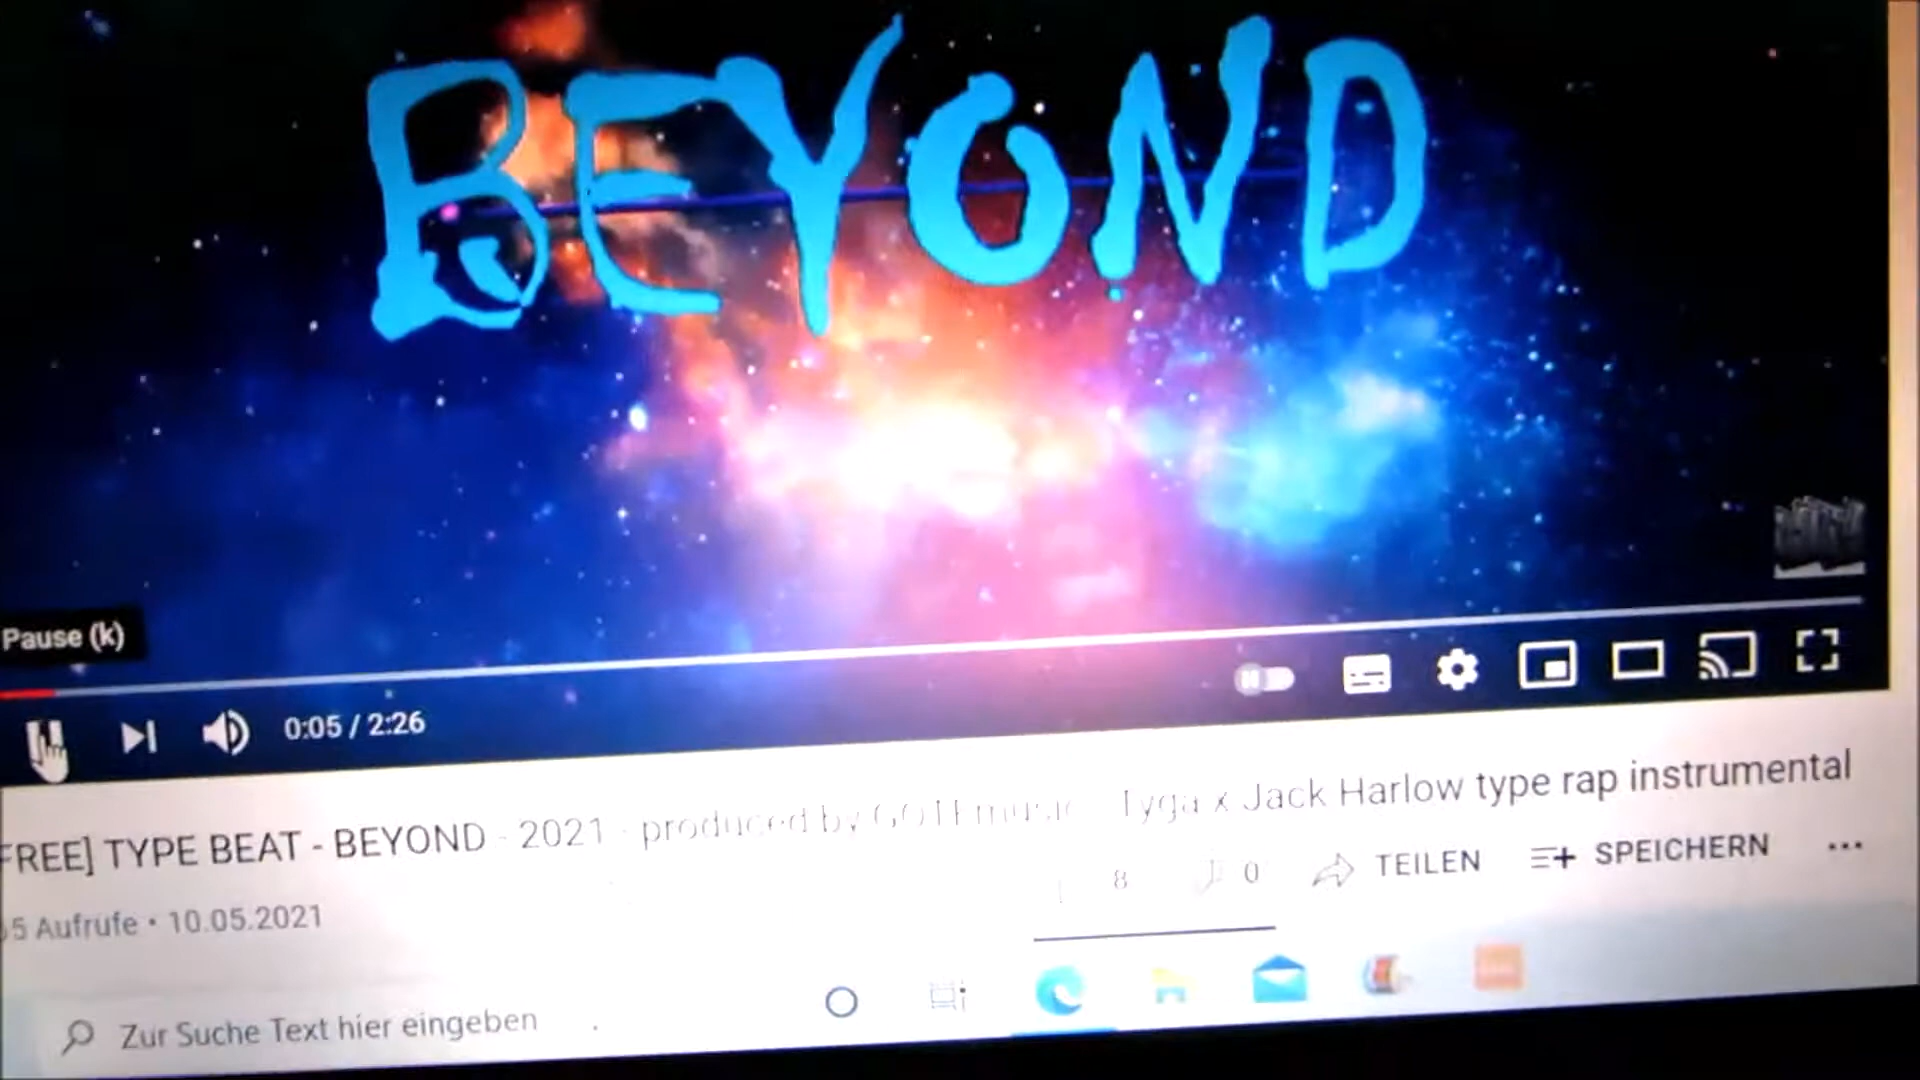 BEYOND
Pause (k)
0:05 / 2:26
FREE] TYPE BEAT - BEYOND - 2021 - produced by Tyga x Jack Harlow type rap instrumental
8 0 TEILEN SPEICHERN ...
5 Aufrufe • 10.05.2021
Zur Suche Text hier eingeben